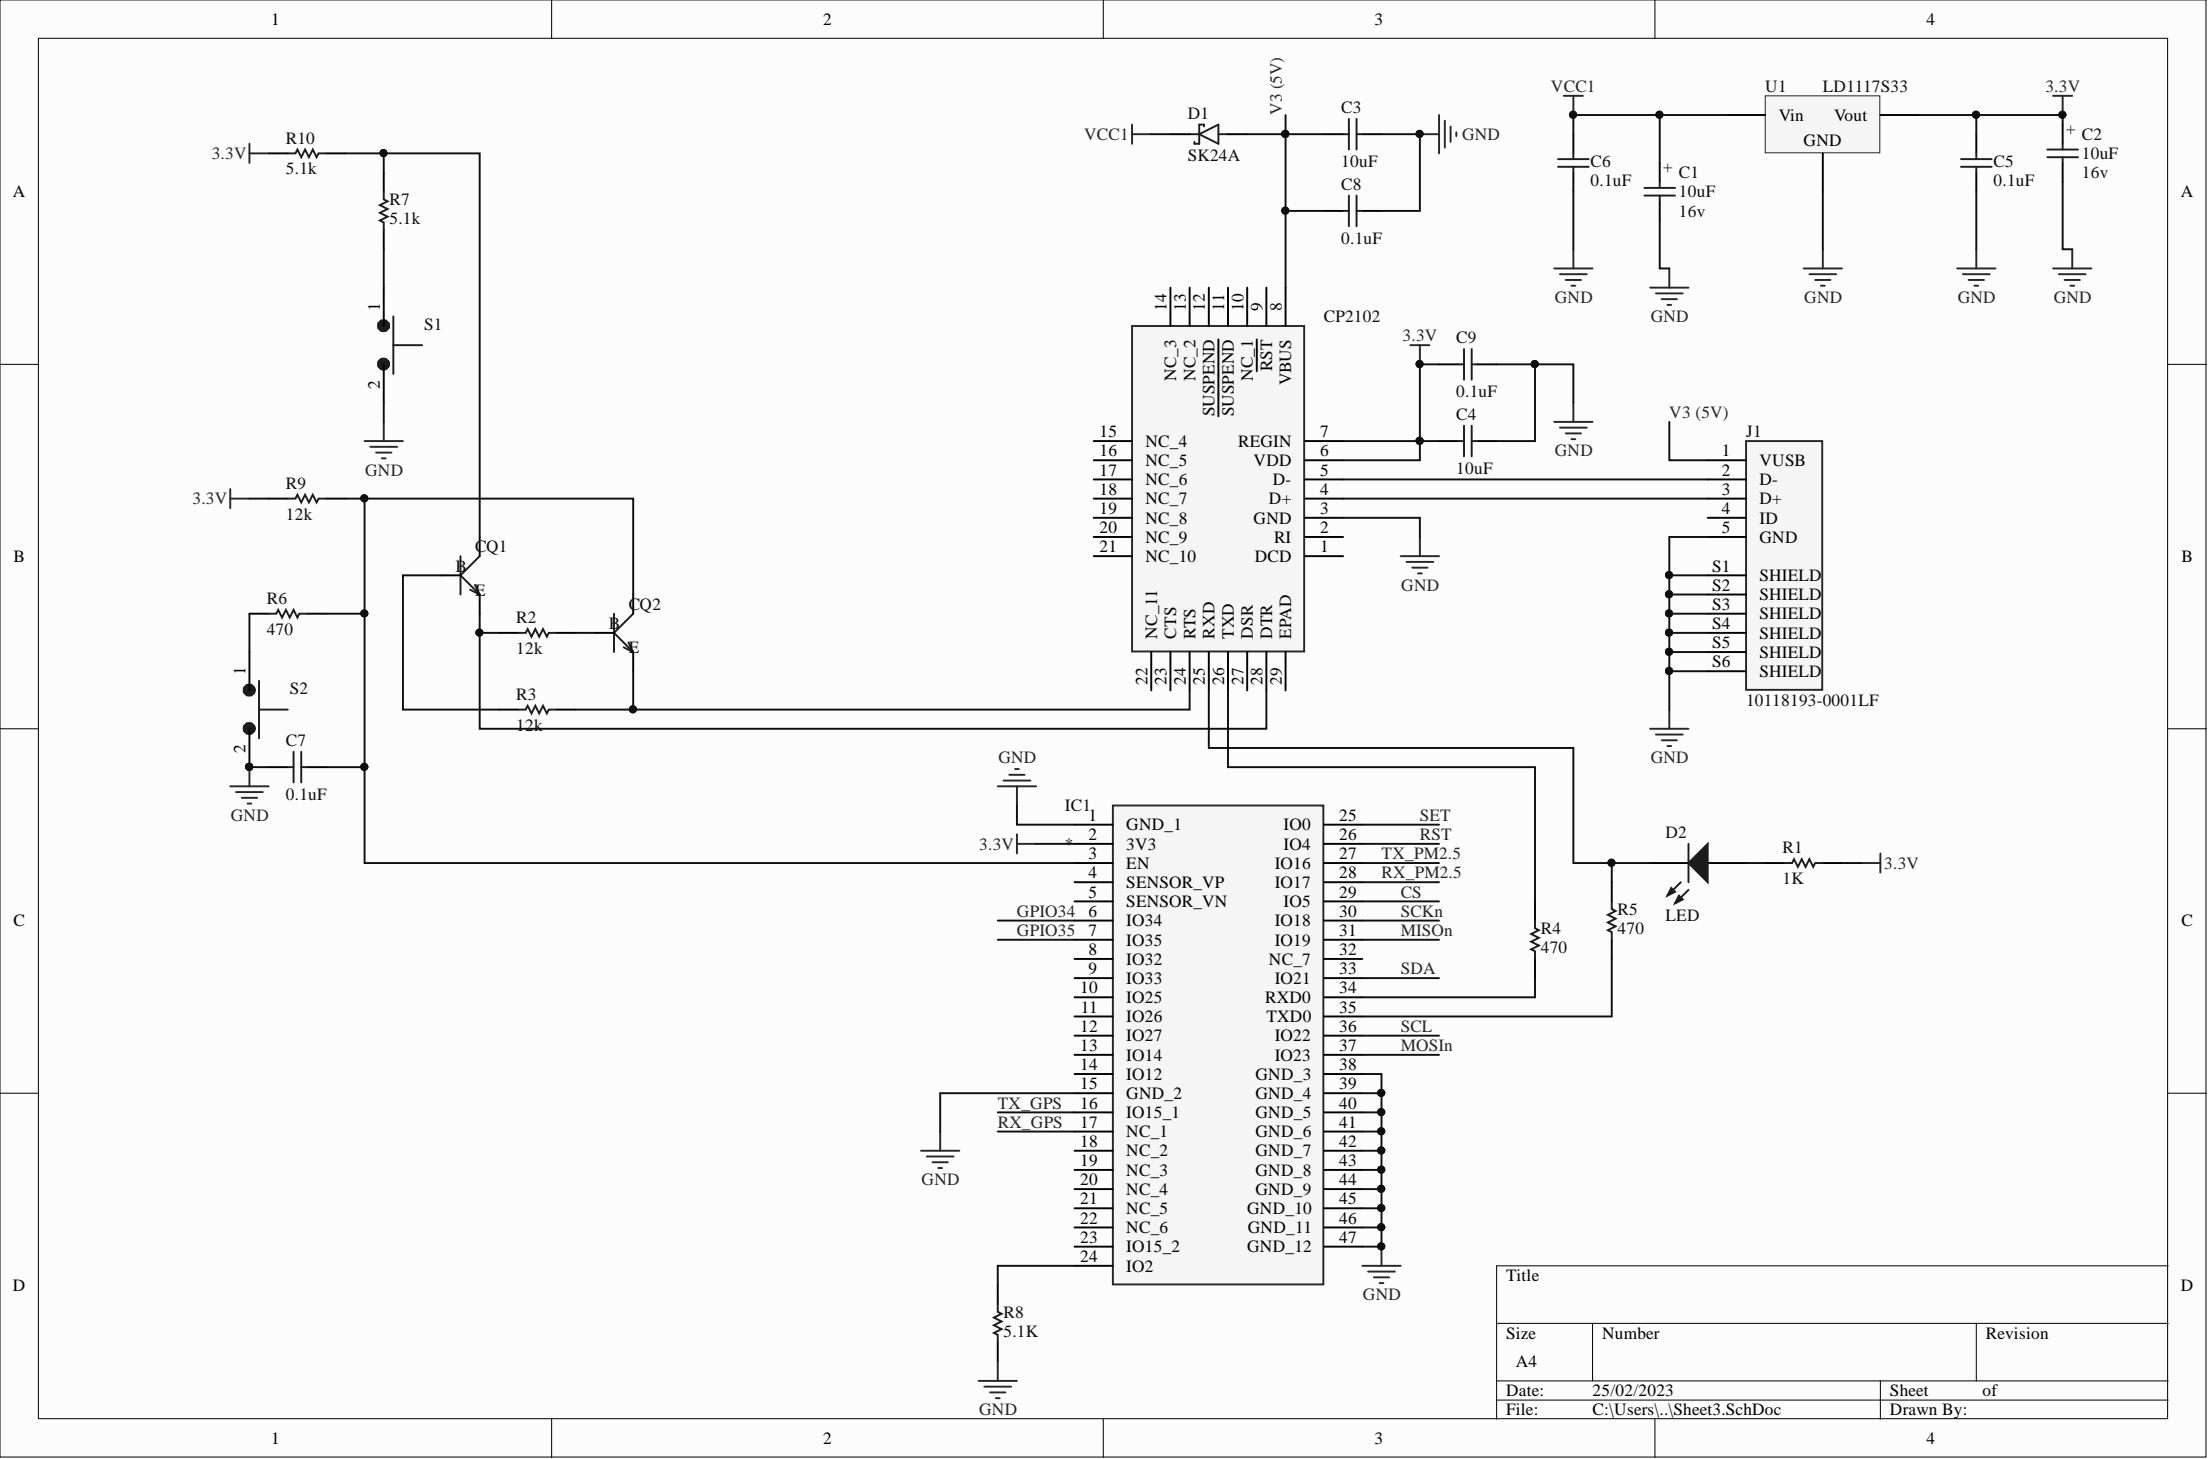 1 2 3 4
A
B
C
D
A
B
C
D
1 2 3 4
3.3V
R10
5.1k
R7
5.1k
1
S1
2
GND
3.3V
R9
12k
R6
470
1
S2
2
C7
0.1uF
GND
CQ1
B
E
R2
12k
CQ2
B
E
R3
12k
VCC1
D1
SK24A
V3 (5V)
C3
10uF
GND
C8
0.1uF
CP2102
14 NC_3
13 NC_2
12 SUSPEND
11 SUSPEND
10 NC_1
9 RST
8 VBUS
15 NC_4
16 NC_5
17 NC_6
18 NC_7
19 NC_8
20 NC_9
21 NC_10
REGIN 7
VDD 6
D- 5
D+ 4
GND 3
RI 2
DCD 1
NC_11 22
CTS 23
RTS 24
RXD 25
TXD 26
DSR 27
DTR 28
EPAD 29
3.3V
C9
0.1uF
C4
10uF
GND
GND
VCC1
C6
0.1uF
GND
+ C1
10uF
16v
GND
U1 LD1117S33
Vin Vout
GND
GND
C5
0.1uF
GND
3.3V
+ C2
10uF
16v
GND
V3 (5V)
J1
1 VUSB
2 D-
3 D+
4 ID
5 GND
S1 SHIELD
S2 SHIELD
S3 SHIELD
S4 SHIELD
S5 SHIELD
S6 SHIELD
10118193-0001LF
GND
GND
3.3V
*
IC1
1 GND_1
2 3V3
3 EN
4 SENSOR_VP
5 SENSOR_VN
GPIO34 6 IO34
GPIO35 7 IO35
8 IO32
9 IO33
10 IO25
11 IO26
12 IO27
13 IO14
14 IO12
15 GND_2
TX_GPS 16 IO15_1
RX_GPS 17 NC_1
18 NC_2
19 NC_3
20 NC_4
21 NC_5
22 NC_6
23 IO15_2
24 IO2
GND
R8
5.1K
GND
IO0 25 SET
IO4 26 RST
IO16 27 TX_PM2.5
IO17 28 RX_PM2.5
IO5 29 CS
IO18 30 SCKn
IO19 31 MISOn
NC_7 32
IO21 33 SDA
RXD0 34
TXD0 35
IO22 36 SCL
IO23 37 MOSIn
GND_3 38
GND_4 39
GND_5 40
GND_6 41
GND_7 42
GND_8 43
GND_9 44
GND_10 45
GND_11 46
GND_12 47
GND
R4
470
R5
470
D2
LED
R1
1K
3.3V
Title
Size
A4
Number
Revision
Date: 25/02/2023
Sheet of
File: C:\Users\..\Sheet3.SchDoc
Drawn By: